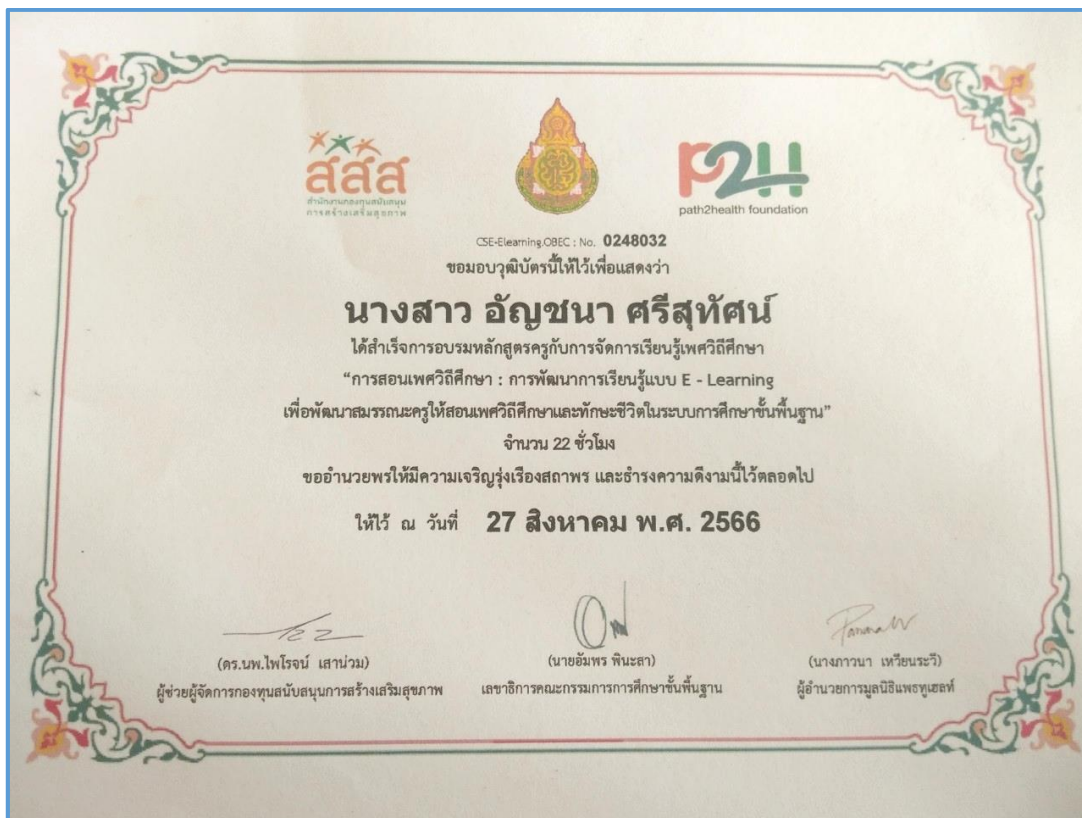 สสส
สำนักงานกองทุนสนับสนุน
การสร้างเสริมสุขภาพ
p2H
path2health foundation
CSE-Elearning.OBEC : No. 0248032
ขอมอบวุฒิบัตรนี้ให้ไว้เพื่อแสดงว่า
นางสาว อัญชนา ศรีสุทัศน์
ได้สำเร็จการอบรมหลักสูตรครูกับการจัดการเรียนรู้เพศวิถีศึกษา
“การสอนเพศวิถีศึกษา : การพัฒนาการเรียนรู้แบบ E - Learning
เพื่อพัฒนาสมรรถนะครูให้สอนเพศวิถีศึกษาและทักษะชีวิตในระบบการศึกษาขั้นพื้นฐาน”
จำนวน 22 ชั่วโมง
ขออำนวยพรให้มีความเจริญรุ่งเรืองสถาพร และธำรงความดีงามนี้ไว้ตลอดไป
ให้ไว้ ณ วันที่ 27 สิงหาคม พ.ศ. 2566
(ดร.นพ.ไพโรจน์ เสาน่วม)
ผู้ช่วยผู้จัดการกองทุนสนับสนุนการสร้างเสริมสุขภาพ
(นายอัมพร พินะสา)
เลขาธิการคณะกรรมการการศึกษาขั้นพื้นฐาน
(นางภาวนา เหวียนระวี)
ผู้อำนวยการมูลนิธิแพธทูเฮลท์